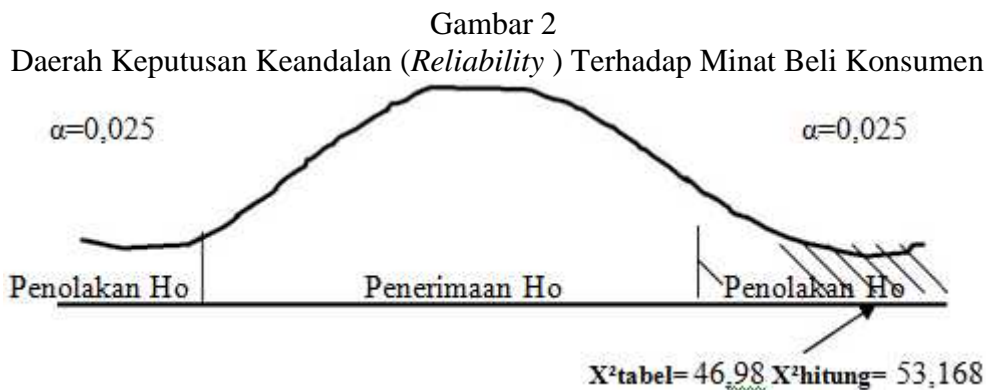 Gambar 2
Daerah Keputusan Keandalan (Reliability ) Terhadap Minat Beli Konsumen
α=0,025 α=0,025
Penolakan Ho Penerimaan Ho Penolakan Ho
X²tabel= 46,98 X²hitung= 53,168